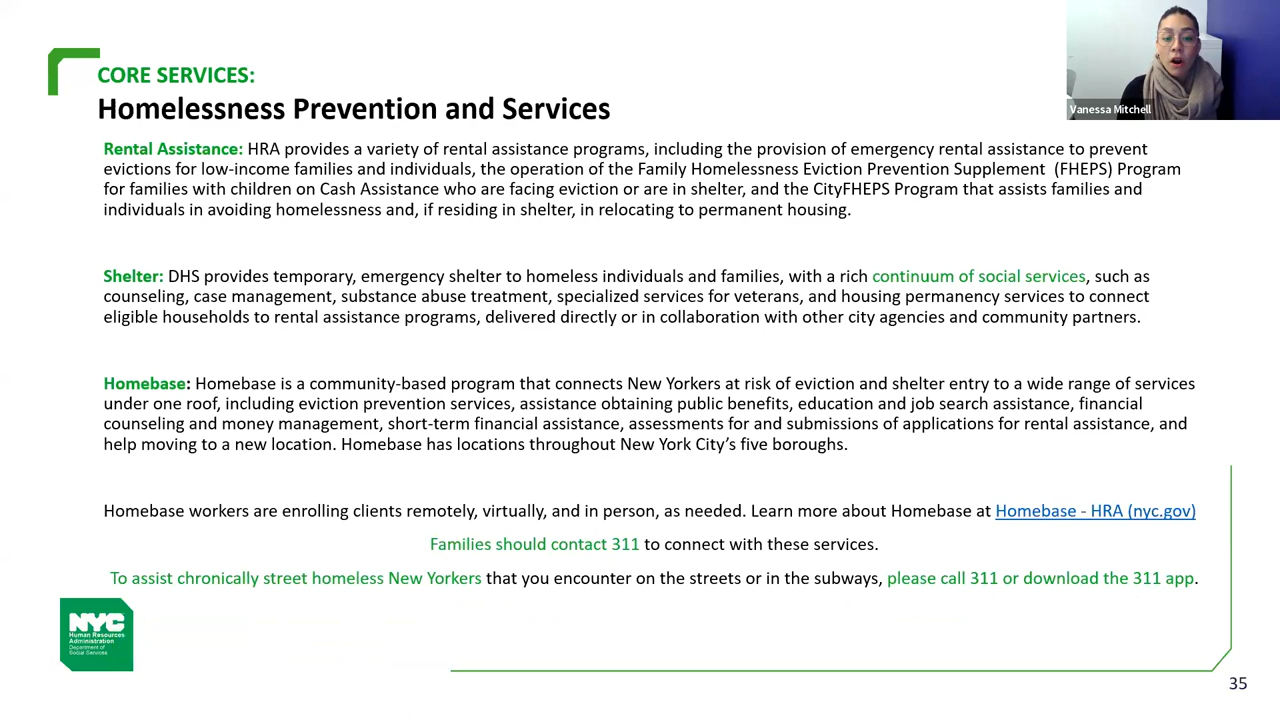 CORE SERVICES:
Homelessness Prevention and Services
Vanessa Mitchell
Rental Assistance: HRA provides a variety of rental assistance programs, including the provision of emergency rental assistance to prevent
evictions for low-income families and individuals, the operation of the Family Homelessness Eviction Prevention Supplement (FHEPS) Program
for families with children on Cash Assistance who are facing eviction or are in shelter, and the CityFHEPS Program that assists families and
individuals in avoiding homelessness and, if residing in shelter, in relocating to permanent housing.
Shelter: DHS provides temporary, emergency shelter to homeless individuals and families, with a rich continuum of social services, such as
counseling, case management, substance abuse treatment, specialized services for veterans, and housing permanency services to connect
eligible households to rental assistance programs, delivered directly or in collaboration with other city agencies and community partners.
Homebase: Homebase is a community-based program that connects New Yorkers at risk of eviction and shelter entry to a wide range of services
under one roof, including eviction prevention services, assistance obtaining public benefits, education and job search assistance, financial
counseling and money management, short-term financial assistance, assessments for and submissions of applications for rental assistance, and
help moving to a new location. Homebase has locations throughout New York City’s five boroughs.
Homebase workers are enrolling clients remotely, virtually, and in person, as needed. Learn more about Homebase at Homebase - HRA (nyc.gov)
Families should contact 311 to connect with these services.
To assist chronically street homeless New Yorkers that you encounter on the streets or in the subways, please call 311 or download the 311 app.
NYC
Human Resources
Administration
Department of
Social Services
35